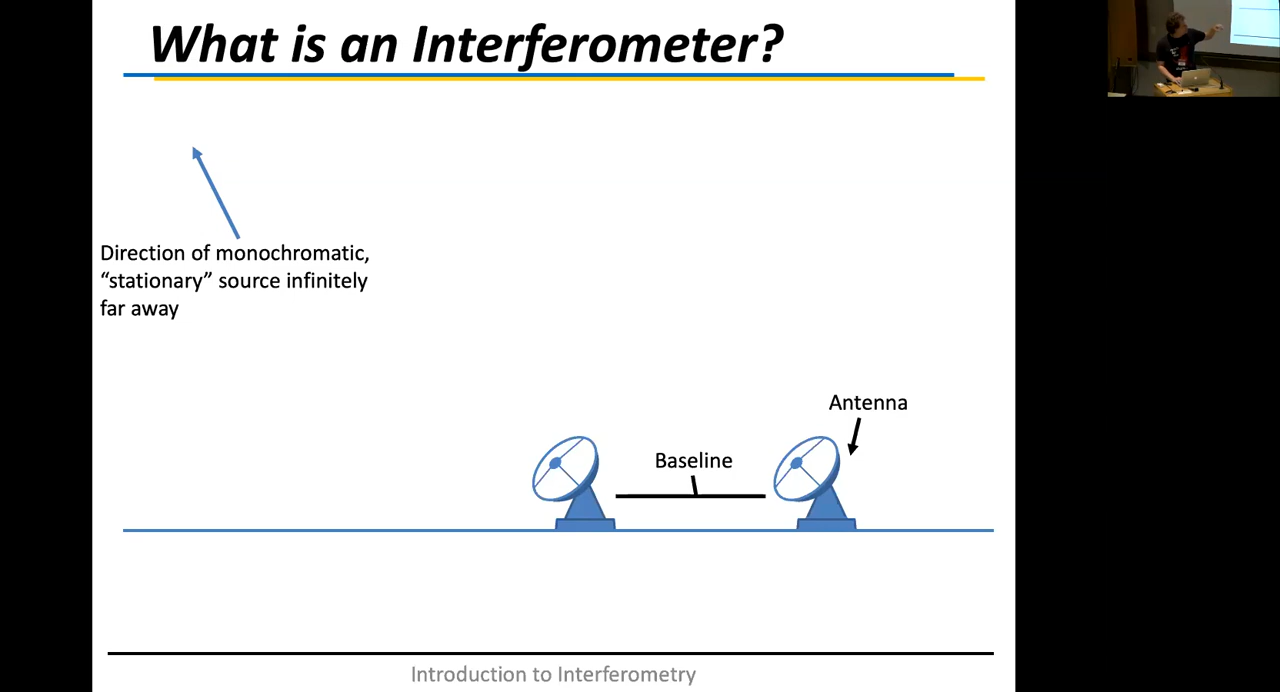 What is an Interferometer?
Direction of monochromatic,
“stationary” source infinitely
far away
Antenna
Baseline
Introduction to Interferometry